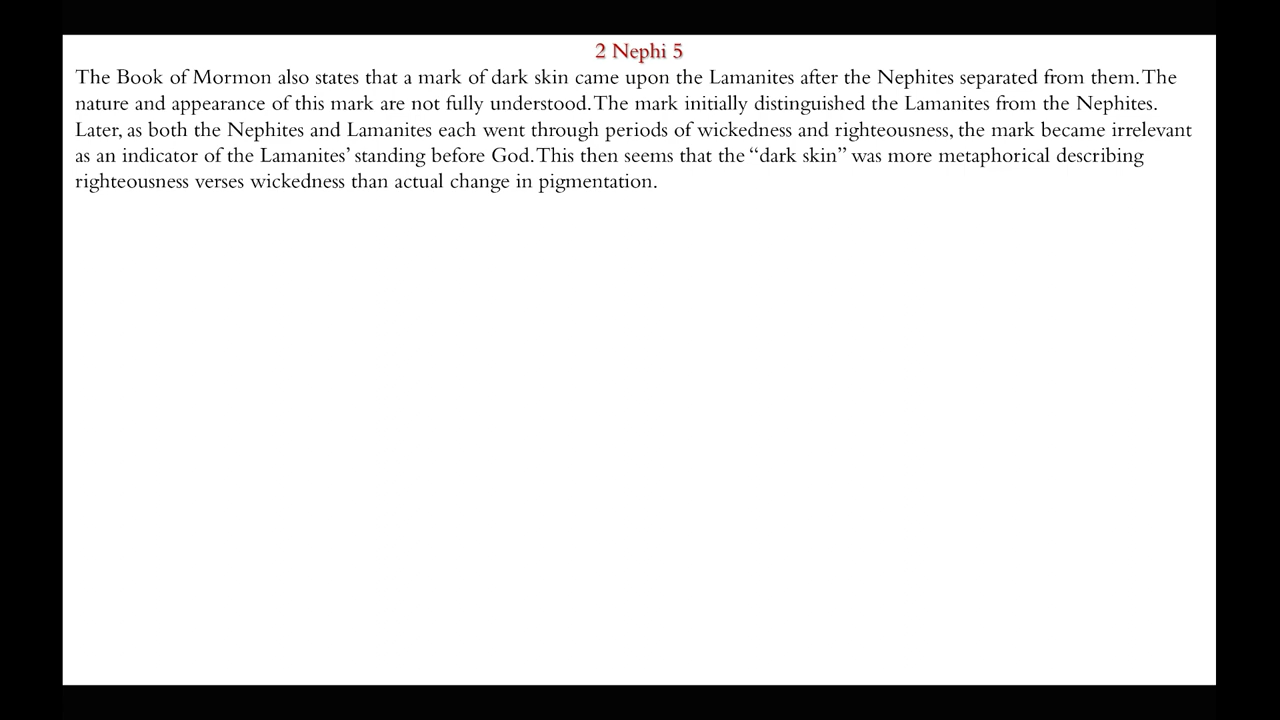 2 Nephi 5
The Book of Mormon also states that a mark of dark skin came upon the Lamanites after the Nephites separated from them. The
nature and appearance of this mark are not fully understood. The mark initially distinguished the Lamanites from the Nephites.
Later, as both the Nephites and Lamanites each went through periods of wickedness and righteousness, the mark became irrelevant
as an indicator of the Lamanites’ standing before God. This then seems that the “dark skin” was more metaphorical describing
righteousness verses wickedness than actual change in pigmentation.